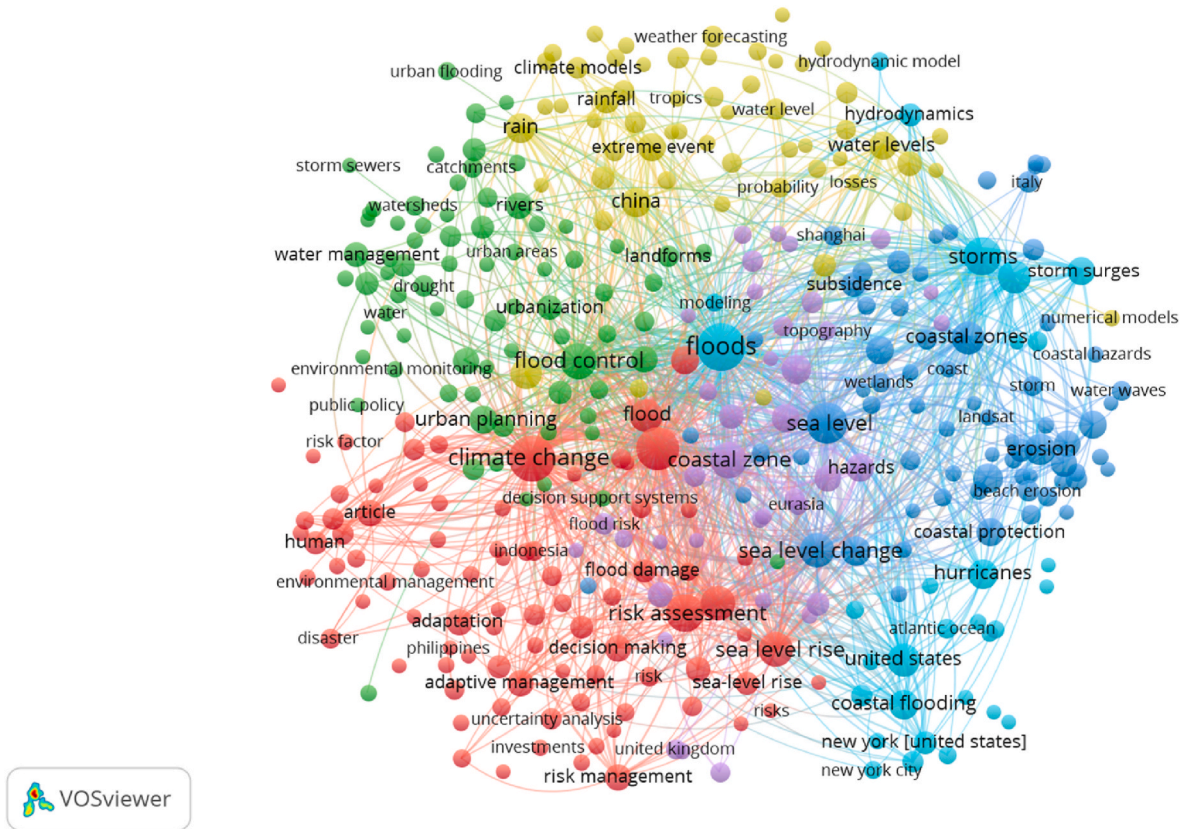 weather forecasting
hydrodynamic model
urban flooding
climate models
rainfall
tropics
water level
hydrodynamics
rain
extreme event
water levels
storm sewers
catchments
probability
losses
italy
watersheds
rivers
china
shanghai
water management
urban areas
landforms
storms
storm surges
drought
subsidence
modeling
water
urbanization
numerical models
topography
coastal zones
floods
coastal hazards
flood control
environmental monitoring
wetlands
coast
storm
water waves
public policy
urban planning
flood
sea level
landsat
risk factor
erosion
climate change
coastal zone
hazards
decision support systems
beach erosion
eurasia
article
flood risk
coastal protection
human
indonesia
sea level change
flood damage
hurricanes
environmental management
risk assessment
adaptation
atlantic ocean
disaster
philippines
decision making
sea level rise
united states
risk
adaptive management
sea-level rise
coastal flooding
risks
uncertainty analysis
new york [united states]
investments
united kingdom
risk management
new york city
VOSviewer